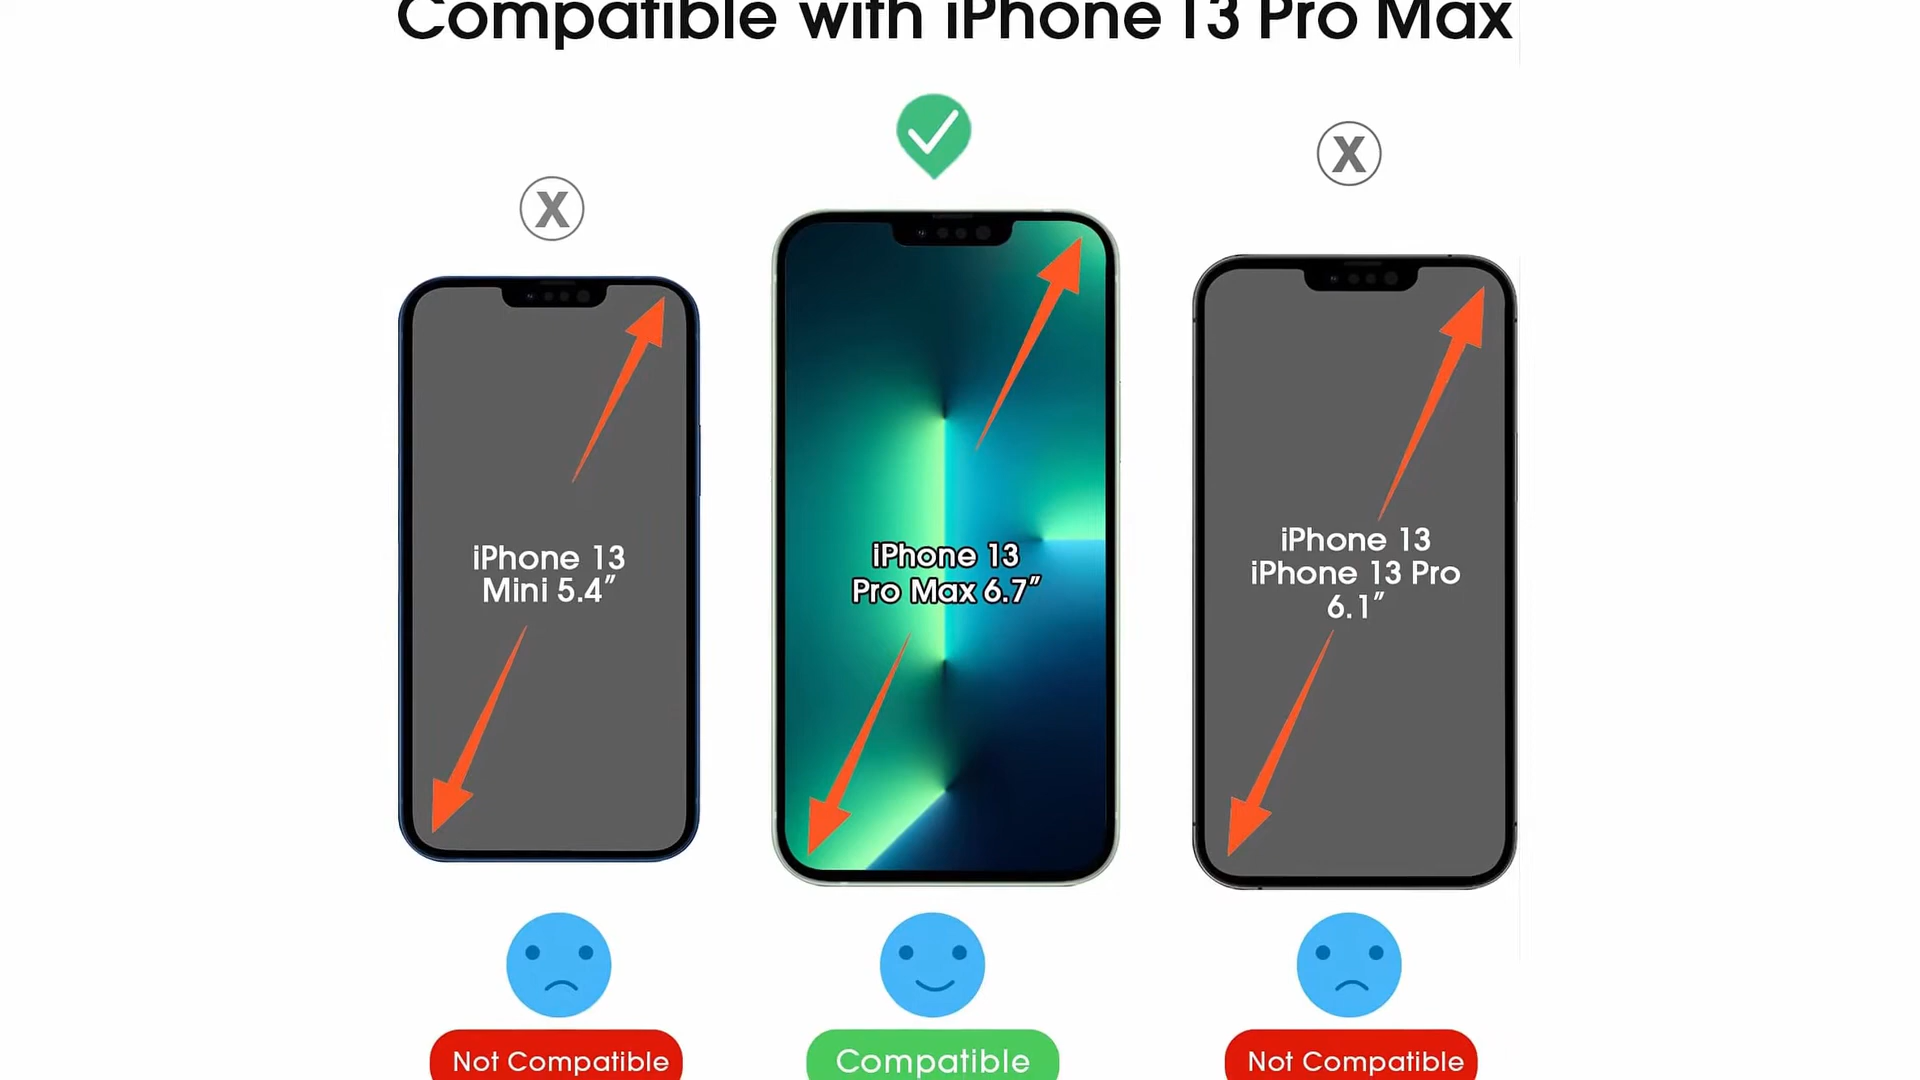 Compatible with iPhone 13 Pro Max
X
X
iPhone 13
Mini 5.4”
iPhone 13
Pro Max 6.7”
iPhone 13
iPhone 13 Pro
6.1”
Not Compatible
Compatible
Not Compatible